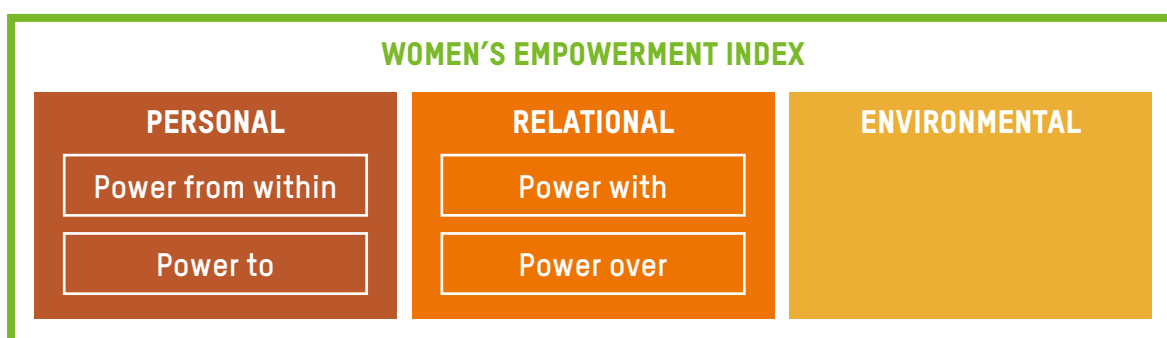 WOMEN'S EMPOWERMENT INDEX
PERSONAL
Power from within
Power to
RELATIONAL
Power with
Power over
ENVIRONMENTAL